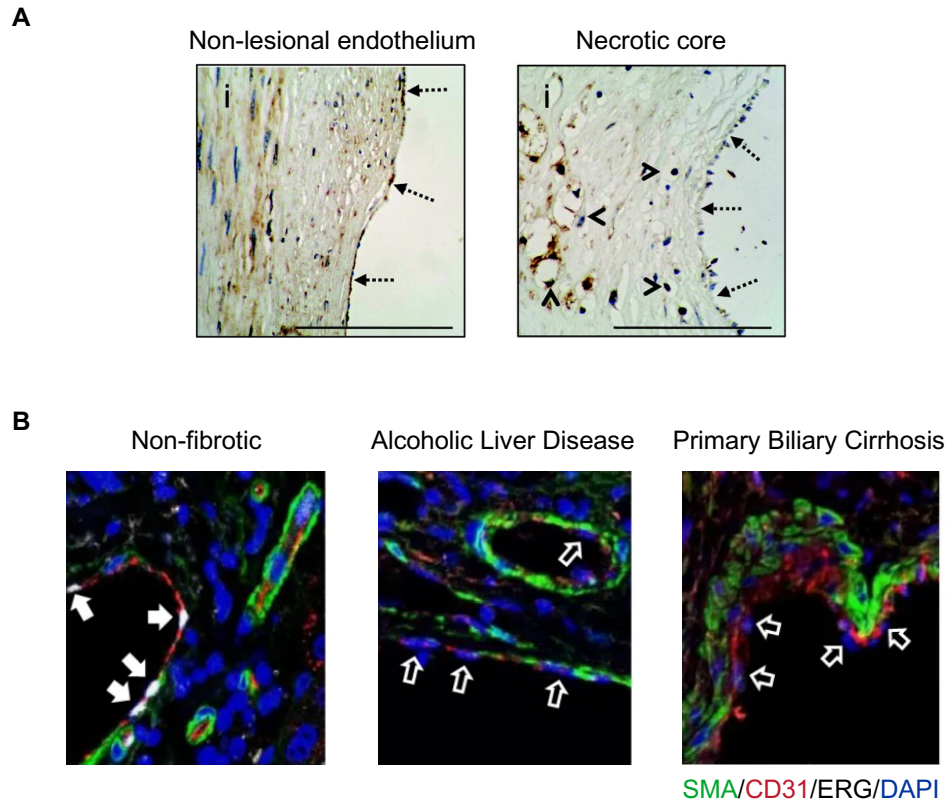 A
Non-lesional endothelium
Necrotic core
i
i
B
Non-fibrotic
Alcoholic Liver Disease
Primary Biliary Cirrhosis
SMA/CD31/ERG/DAPI